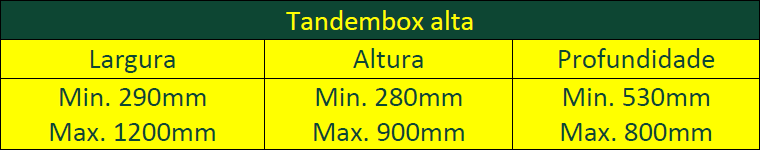 Tandembox alta
Largura Altura Profundidade
Min. 290mm Min. 280mm Min. 530mm
Max. 1200mm Max. 900mm Max. 800mm